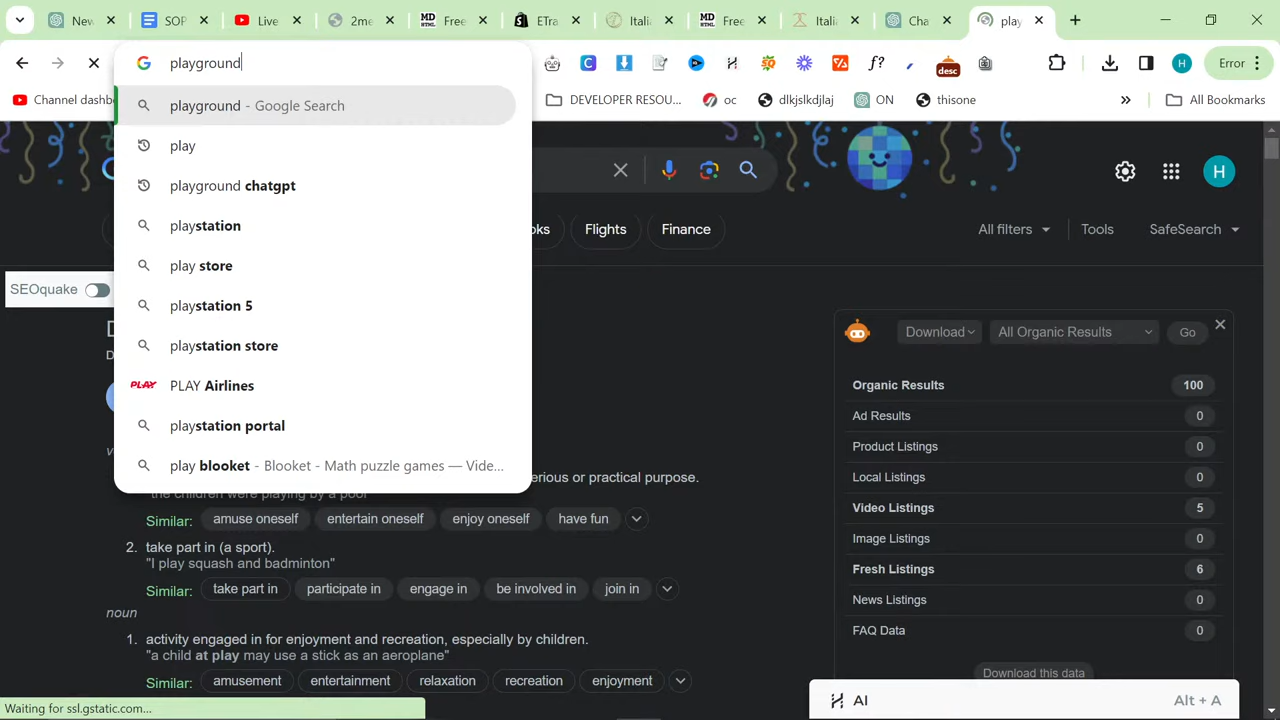 New
SOP
Live
2me
Free
ETra
Itali
Free
Itali
Cha
play
playground
desc
Error
Channel dashb
DEVELOPER RESOU...
oc
dlkjslkdjlaj
ON
thisone
All Bookmarks
playground - Google Search
play
playground chatgpt
playstation
play store
playstation 5
playstation store
PLAY PLAY Airlines
playstation portal
play blooket - Blooket - Math puzzle games — Vide...
oks
Flights
Finance
All filters
Tools
SafeSearch
SEOquake
Download
All Organic Results
Go
Organic Results 100
Ad Results 0
Product Listings 0
Local Listings 0
Video Listings 5
Image Listings 0
Fresh Listings 6
News Listings 0
FAQ Data 0
Download this data
erious or practical purpose.
"the children were playing by a pool"
Similar: amuse oneself entertain oneself enjoy oneself have fun
2. take part in (a sport).
"I play squash and badminton"
Similar: take part in participate in engage in be involved in join in
noun
1. activity engaged in for enjoyment and recreation, especially by children.
"a child at play may use a stick as an aeroplane"
Similar: amusement entertainment relaxation recreation enjoyment
Waiting for ssl.gstatic.com...
AI Alt + A